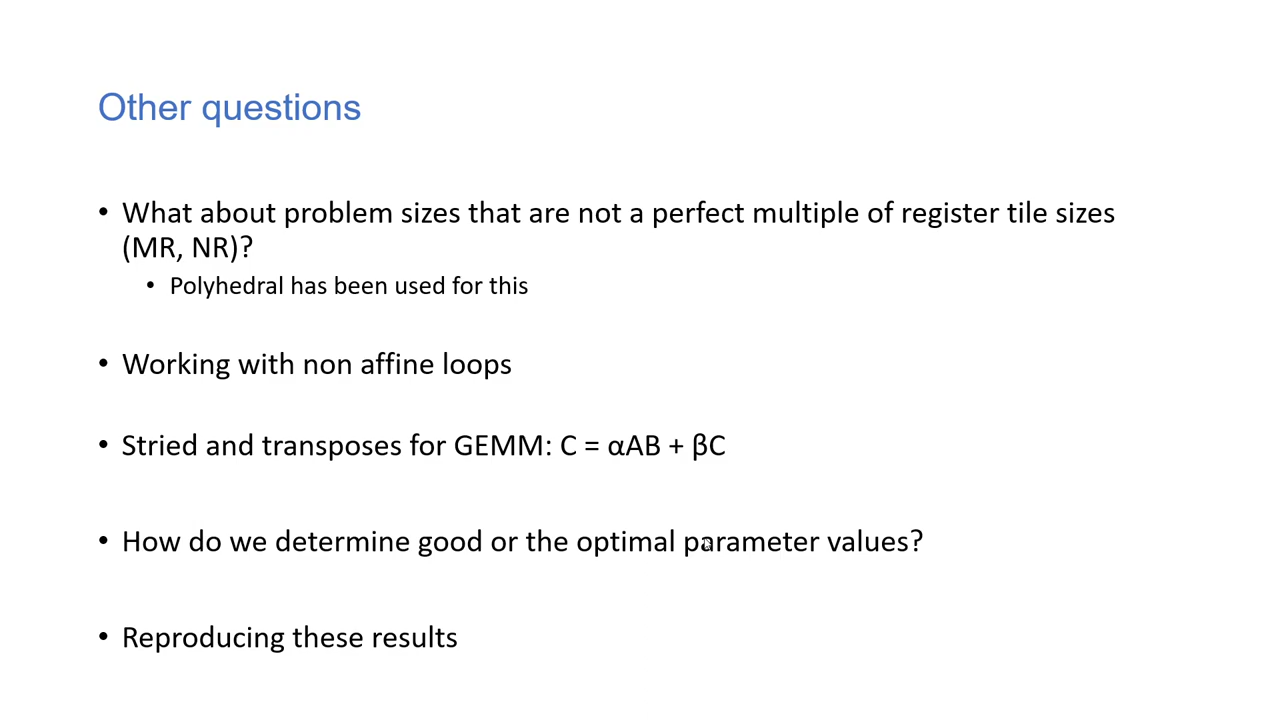 Other questions
• What about problem sizes that are not a perfect multiple of register tile sizes
(MR, NR)?
• Polyhedral has been used for this
• Working with non affine loops
• Stried and transposes for GEMM: C = αAB + βC
• How do we determine good or the optimal parameter values?
• Reproducing these results